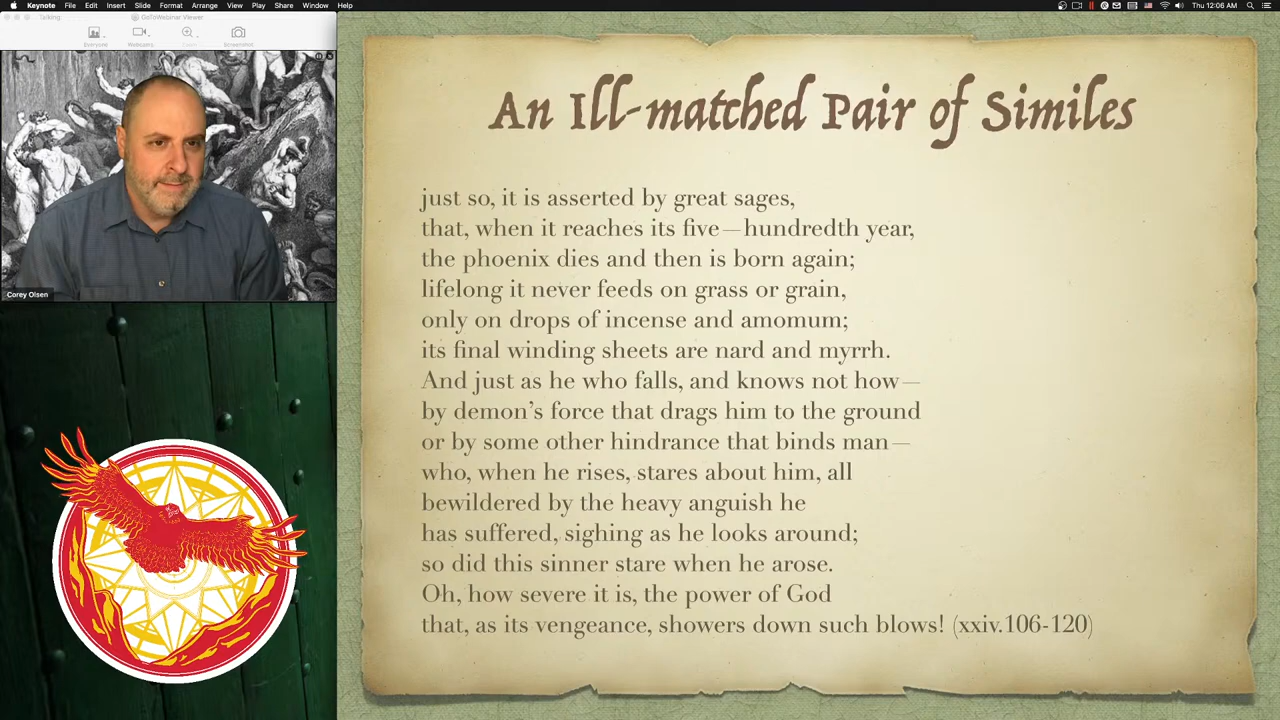 Keynote File Edit Insert Slide Format Arrange View Play Share Window Help
Thu 12:06 AM
Talking:
GoToWebinar Viewer
Everyone Webcams Screenshot
Corey Olsen
An Ill-matched Pair of Similes
just so, it is asserted by great sages,
that, when it reaches its five—hundredth year,
the phoenix dies and then is born again;
lifelong it never feeds on grass or grain,
only on drops of incense and amomum;
its final winding sheets are nard and myrrh.
And just as he who falls, and knows not how—
by demon’s force that drags him to the ground
or by some other hindrance that binds man—
who, when he rises, stares about him, all
bewildered by the heavy anguish he
has suffered, sighing as he looks around;
so did this sinner stare when he arose.
Oh, how severe it is, the power of God
that, as its vengeance, showers down such blows! (xxiv.106-120)